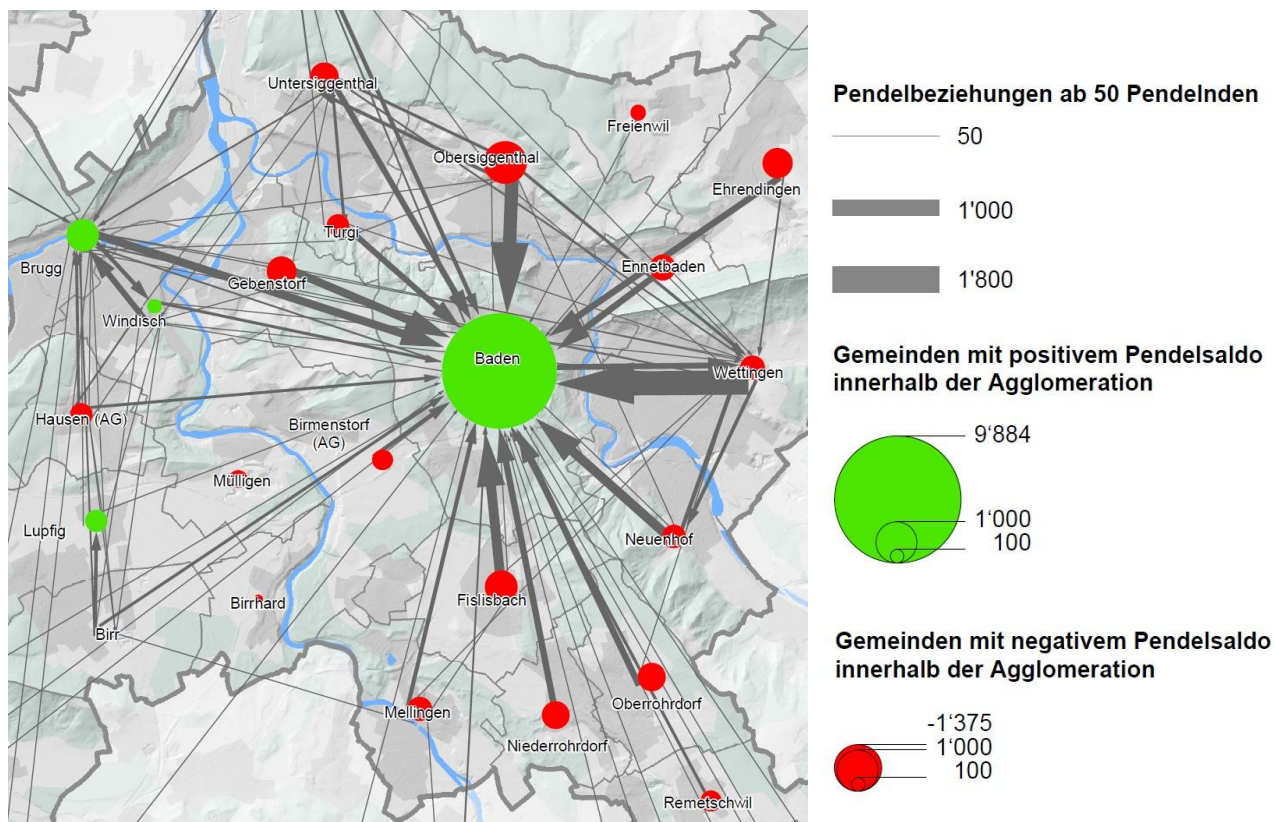 Untersiggenthal
Freienwil
Obersiggenthal
Ehrendingen
Turgi
Brugg
Gebenstorf
Ennetbaden
Windisch
Baden
Wettingen
Hausen (AG)
Birmenstorf
(AG)
Mülligen
Lupfig
Neuenhof
Birrhard
Fislisbach
Birr
Mellingen
Oberrohrdorf
Niederrohrdorf
Remetschwil
Pendelbeziehungen ab 50 Pendelnden
50
1'000
1'800
Gemeinden mit positivem Pendelsaldo
innerhalb der Agglomeration
9‘884
1‘000
100
Gemeinden mit negativem Pendelsaldo
innerhalb der Agglomeration
-1‘375
1‘000
100